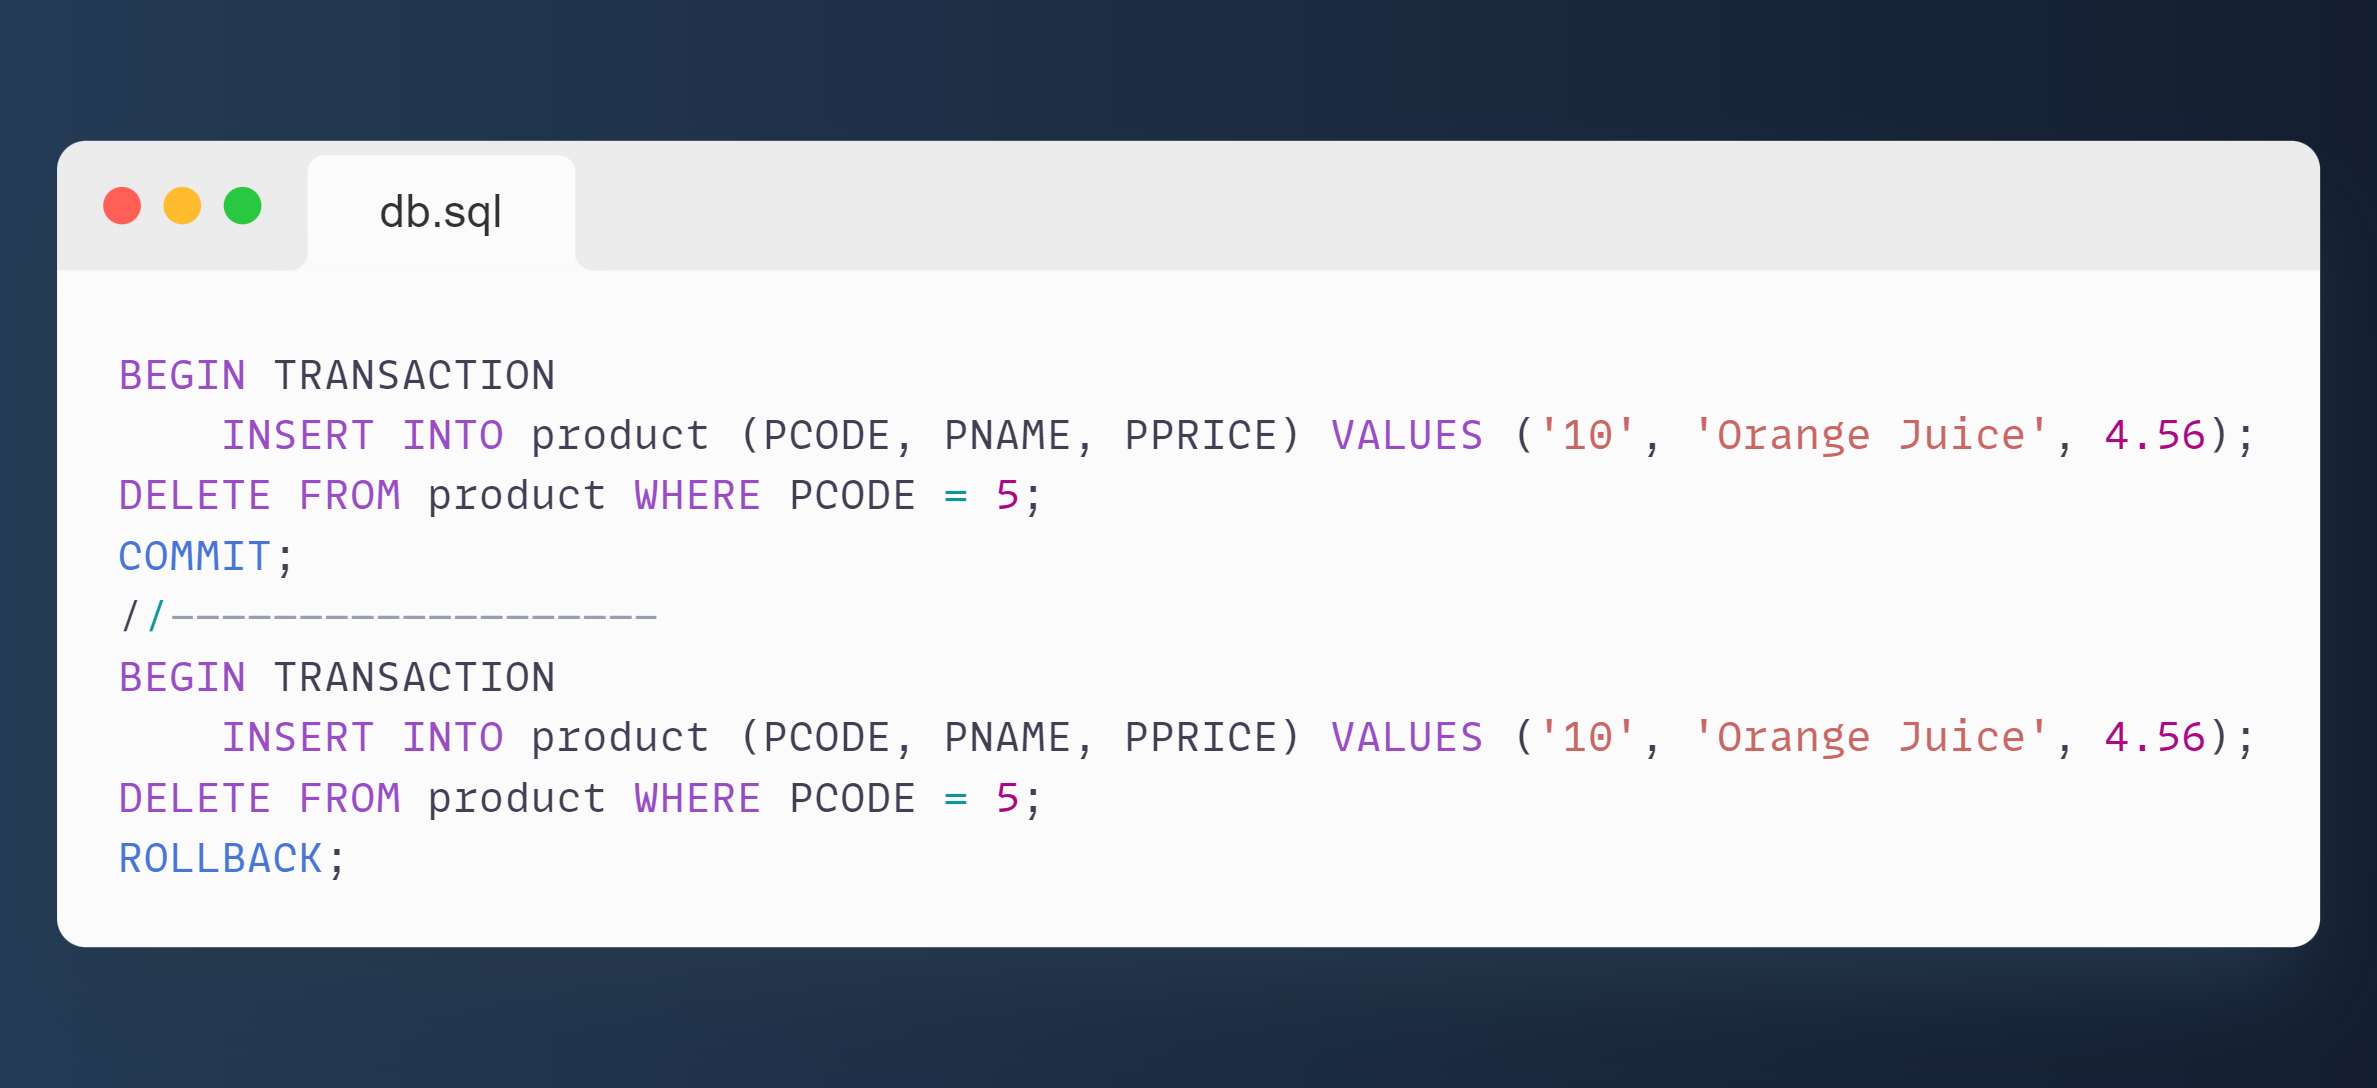 db.sql
BEGIN TRANSACTION
    INSERT INTO product (PCODE, PNAME, PPRICE) VALUES ('10', 'Orange Juice', 4.56);
DELETE FROM product WHERE PCODE = 5;
COMMIT;
//-------------------
BEGIN TRANSACTION
    INSERT INTO product (PCODE, PNAME, PPRICE) VALUES ('10', 'Orange Juice', 4.56);
DELETE FROM product WHERE PCODE = 5;
ROLLBACK;